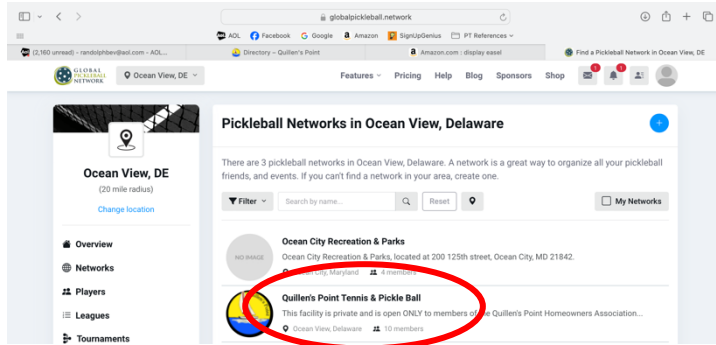 globalpickleball.network
AOL Facebook Google Amazon SignUpGenius PT References
(2,160 unread) - randolphbev@aol.com - AOL...
Directory - Quillen's Point
Amazon.com : display easel
Find a Pickleball Network in Ocean View, DE
GLOBAL PICKLEBALL NETWORK
Ocean View, DE
Features Pricing Help Blog Sponsors Shop
1 1
Ocean View, DE
(20 mile radius)
Change location
Overview
Networks
Players
Leagues
Tournaments
Pickleball Networks in Ocean View, Delaware
There are 3 pickleball networks in Ocean View, Delaware. A network is a great way to organize all your pickleball
friends, and events. If you can't find a network in your area, create one.
Filter Search by name... Reset My Networks
NO IMAGE
Ocean City Recreation & Parks
Ocean City Recreation & Parks, located at 200 125th street, Ocean City, MD 21842.
Ocean City, Maryland 4 members
Quillen's Point Tennis & Pickle Ball
This facility is private and is open ONLY to members of the Quillen's Point Homeowners Association...
Ocean View, Delaware 10 members